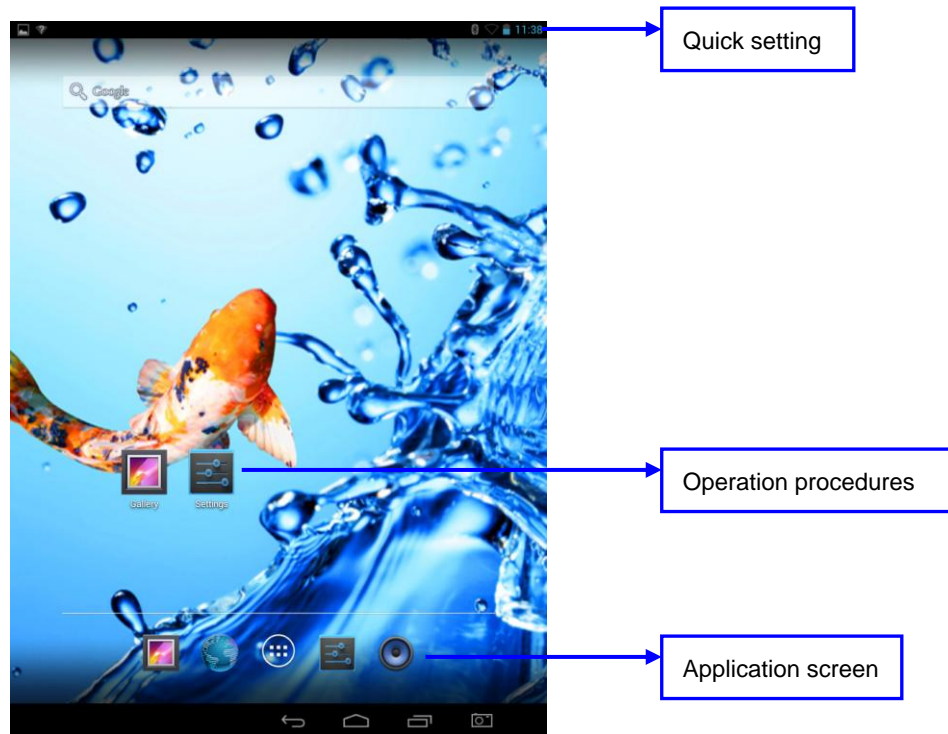 11:38
Quick setting
Google
Gallery Settings
Operation procedures
Application screen